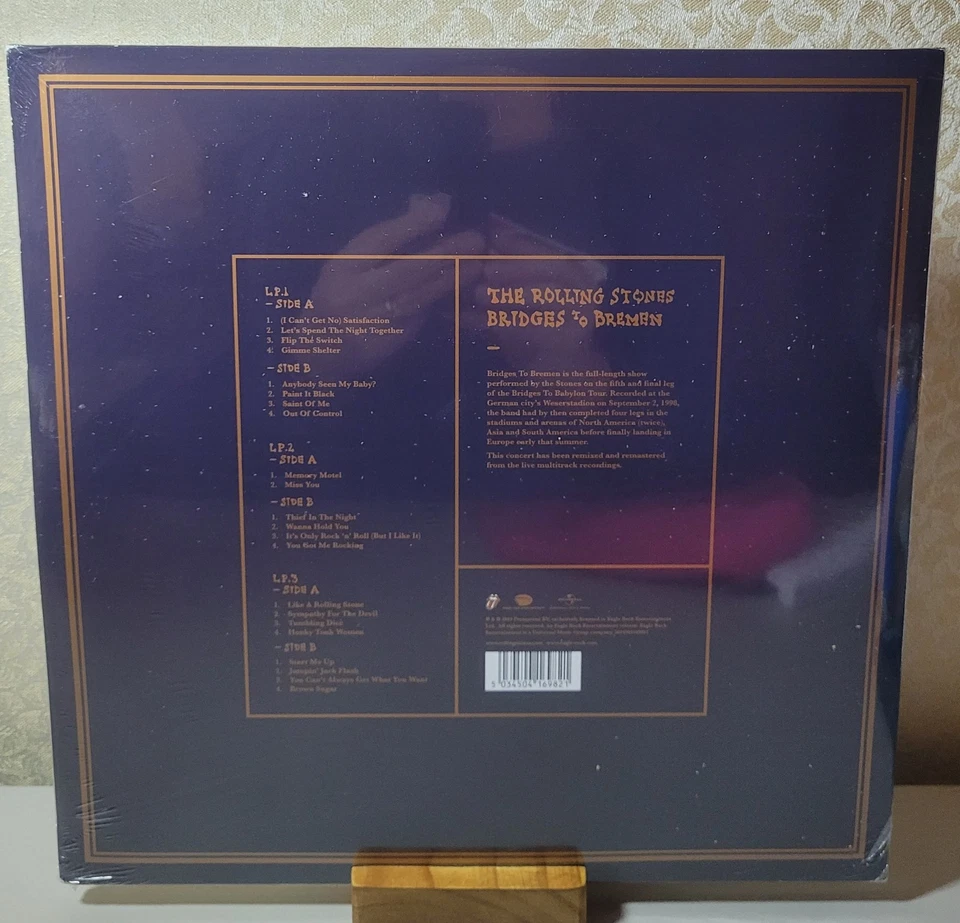 LP.1
– SIDE A
1. (I Can't Get No) Satisfaction
2. Let's Spend The Night Together
3. Flip The Switch
4. Gimme Shelter
– SIDE B
1. Anybody Seen My Baby?
2. Paint It Black
3. Saint Of Me
4. Out Of Control
LP.2
– SIDE A
1. Memory Motel
2. Miss You
– SIDE B
1. Thief In The Night
2. Wanna Hold You
3. It's Only Rock 'n' Roll (But I Like It)
4. You Got Me Rocking
LP.3
– SIDE A
1. Like A Rolling Stone
2. Sympathy For The Devil
3. Tumbling Dice
4. Honky Tonk Women
– SIDE B
1. Start Me Up
2. Jumpin' Jack Flash
3. You Can't Always Get What You Want
4. Brown Sugar
THE ROLLING STONES
BRIDGES TO BREMEN
–
Bridges To Bremen is the full-length show
performed by the Stones on the fifth and final leg
of the Bridges To Babylon Tour. Recorded at the
German city's Weserstadion on September 2, 1998,
the band had by then completed four legs in the
stadiums and arenas of North America (twice),
Asia and South America before finally landing in
Europe early that summer.
This concert has been remixed and remastered
from the live multitrack recordings.
5 034504 169821